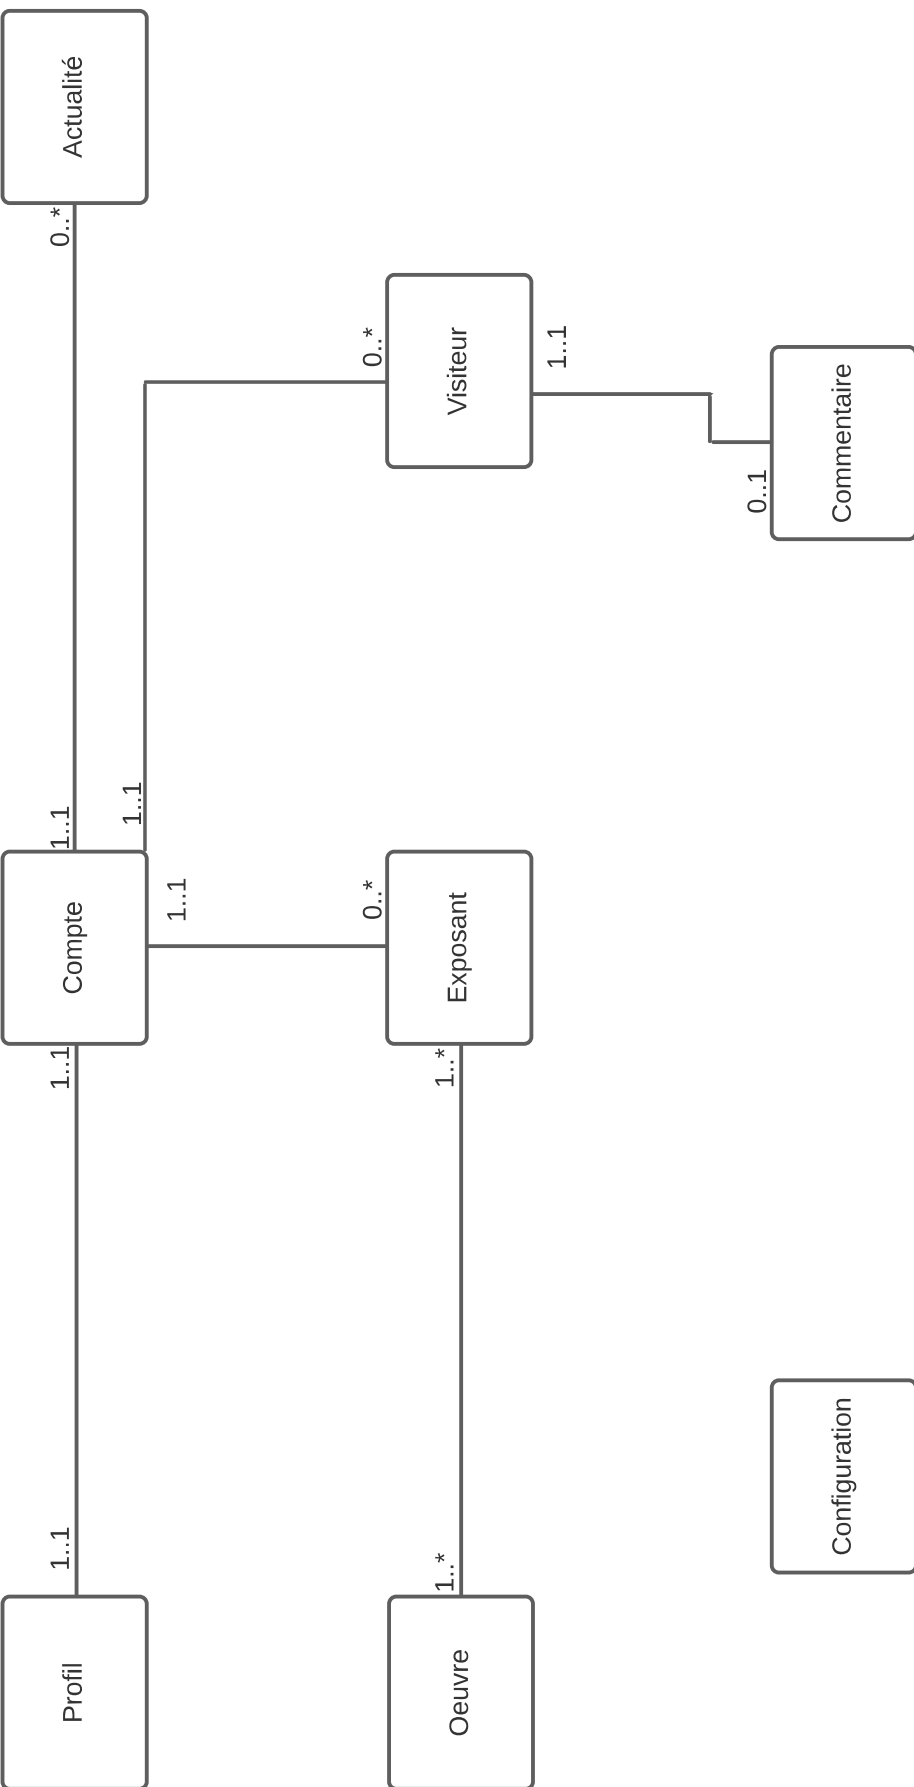 Profil
1..1
1..1
Compte
1..1
0..*
Actualité
1..1
1..1
0..*
0..*
Oeuvre
1..*
1..*
Exposant
Visiteur
1..1
Configuration
0..1
Commentaire